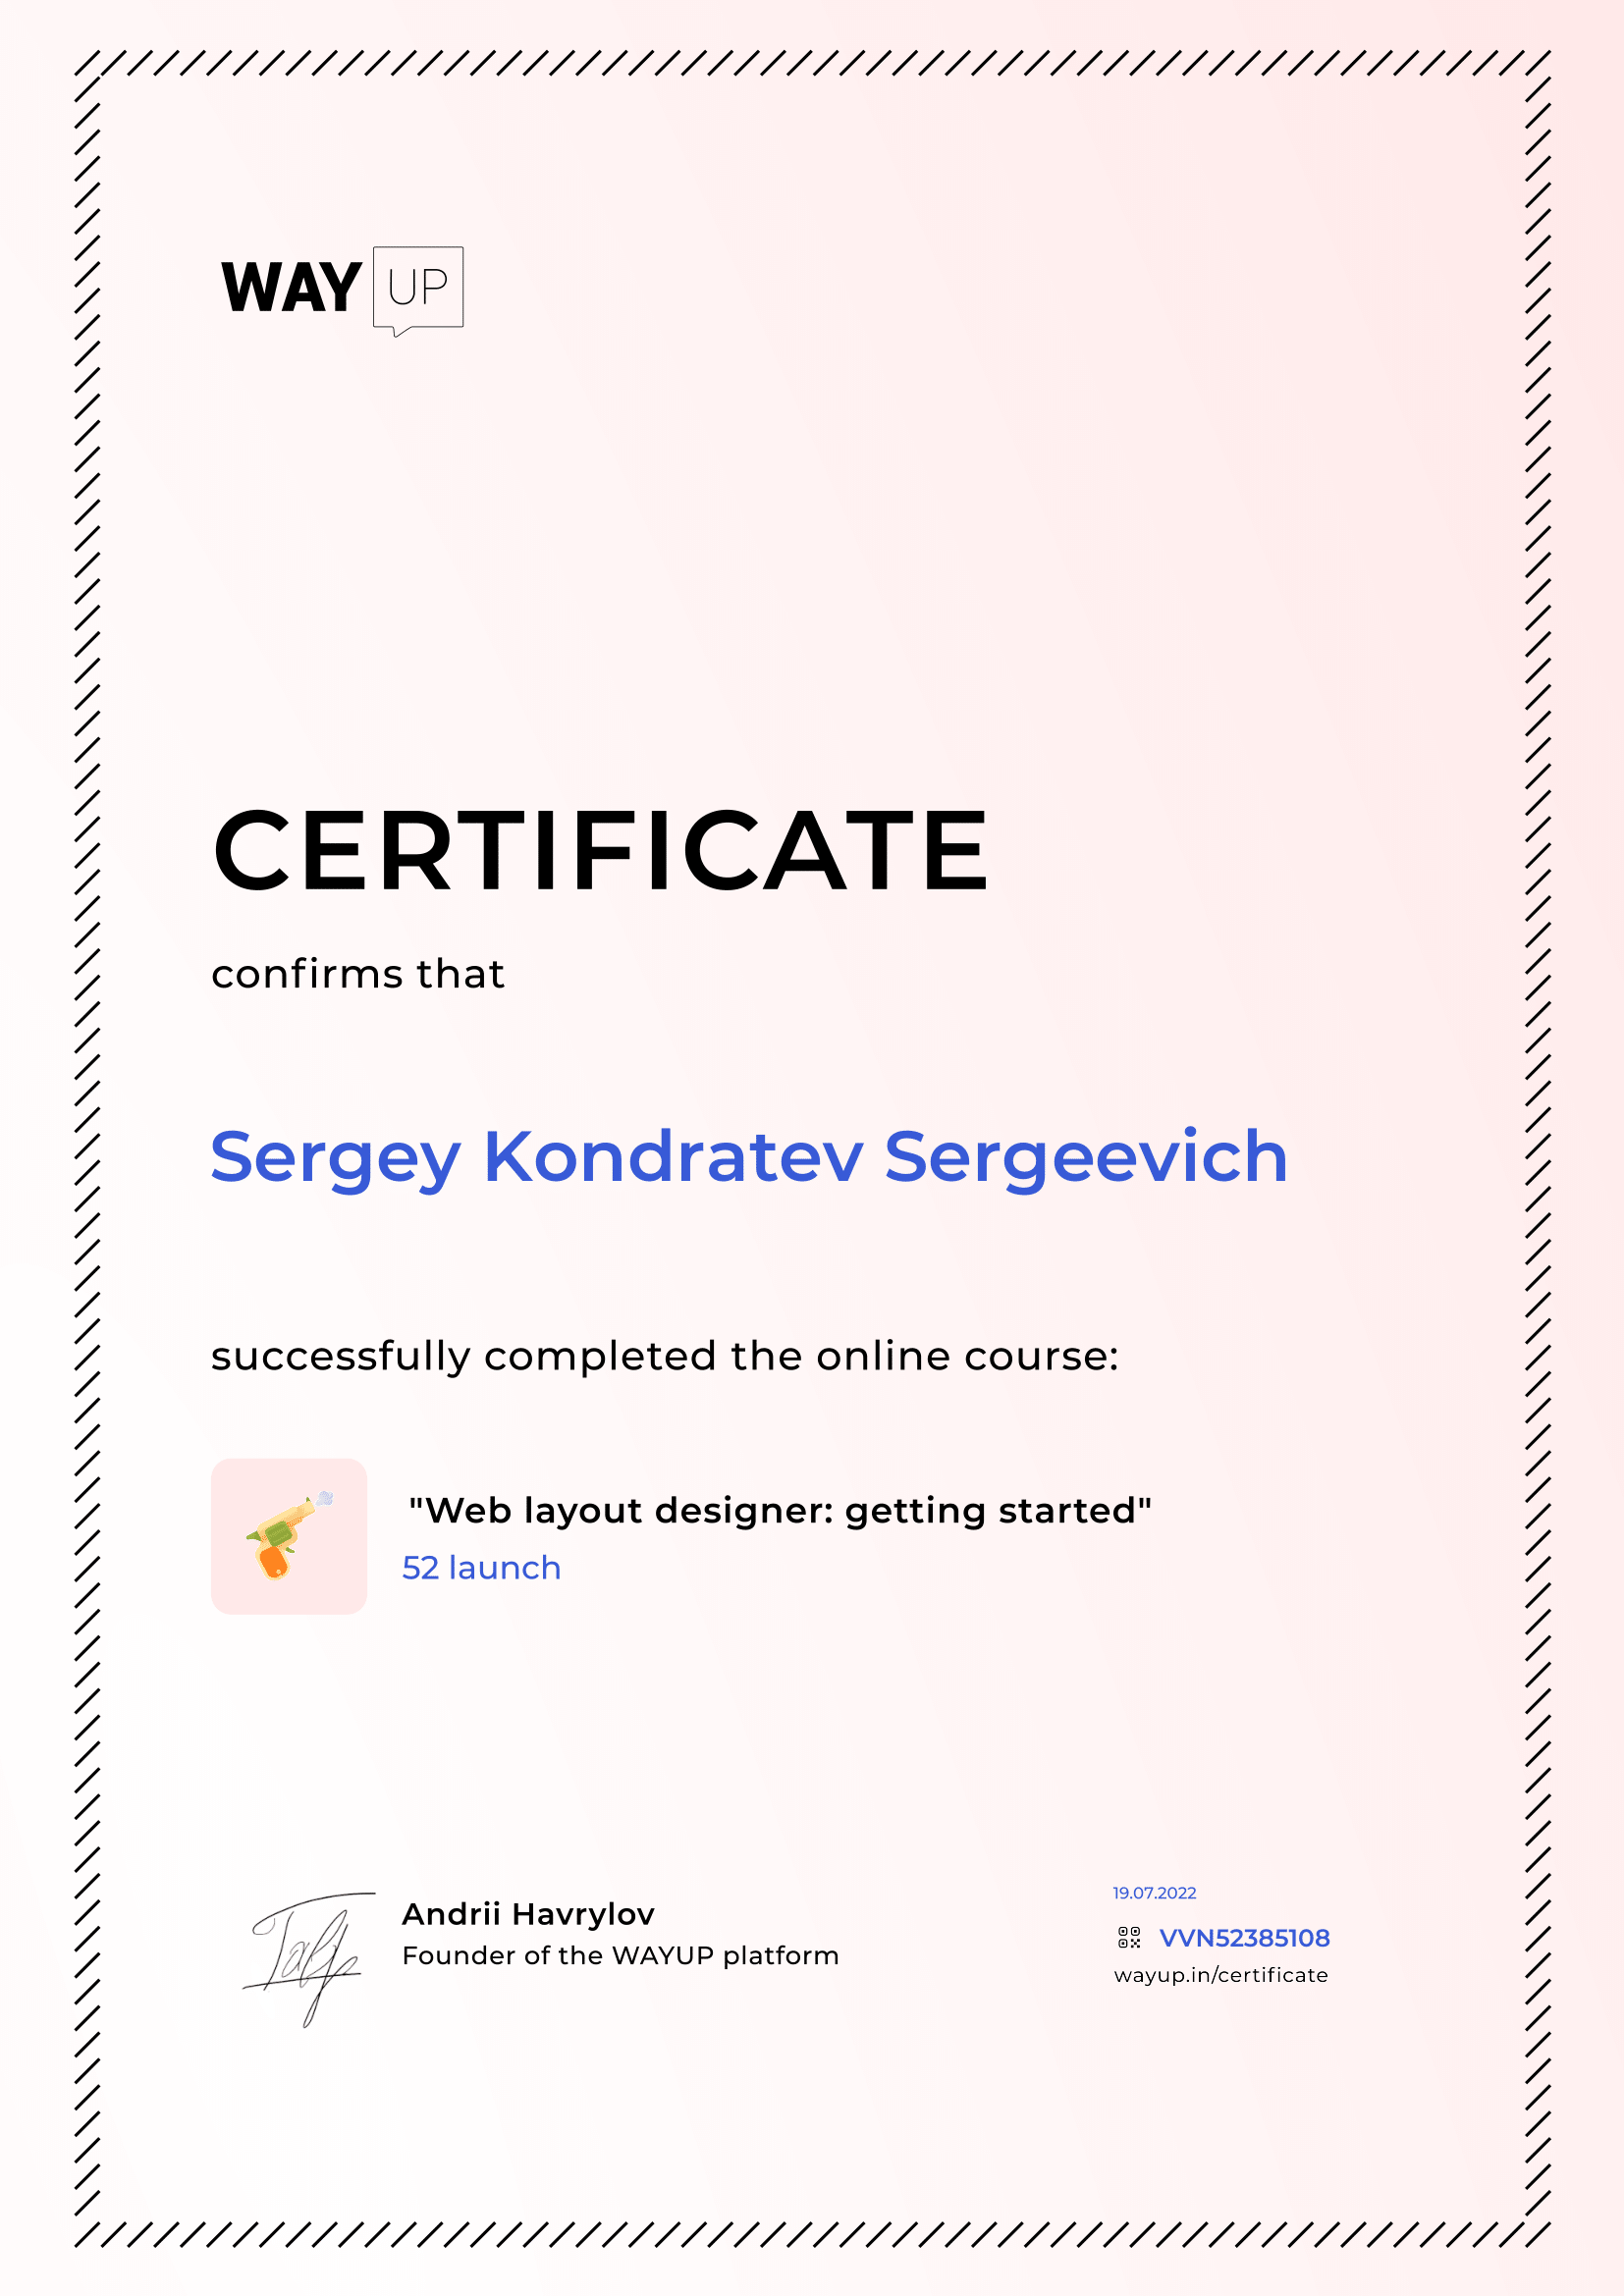 WAY UP
CERTIFICATE
confirms that
Sergey Kondratev Sergeevich
successfully completed the online course:
"Web layout designer: getting started"
52 launch
Andrii Havrylov
Founder of the WAYUP platform
19.07.2022
VVN52385108
wayup.in/certificate